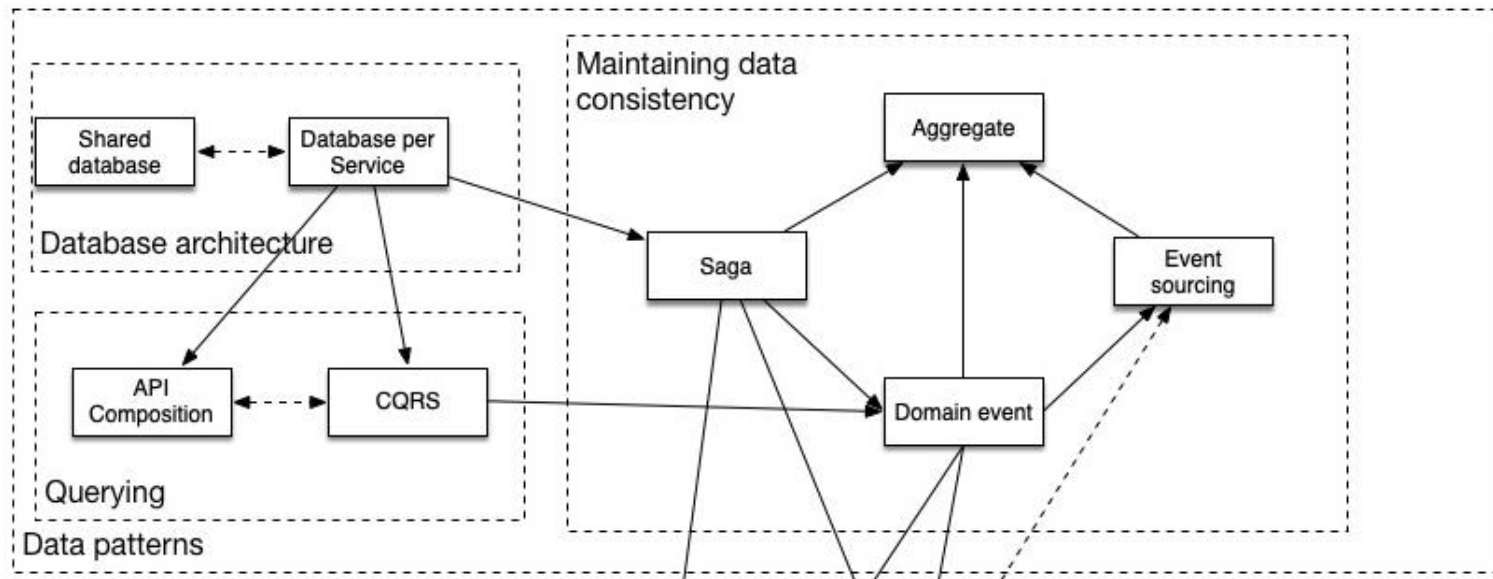 Maintaining data
consistency
Aggregate
Shared
database
Database per
Service
Database architecture
Saga
Event
sourcing
API
Composition
CQRS
Domain event
Querying
Data patterns